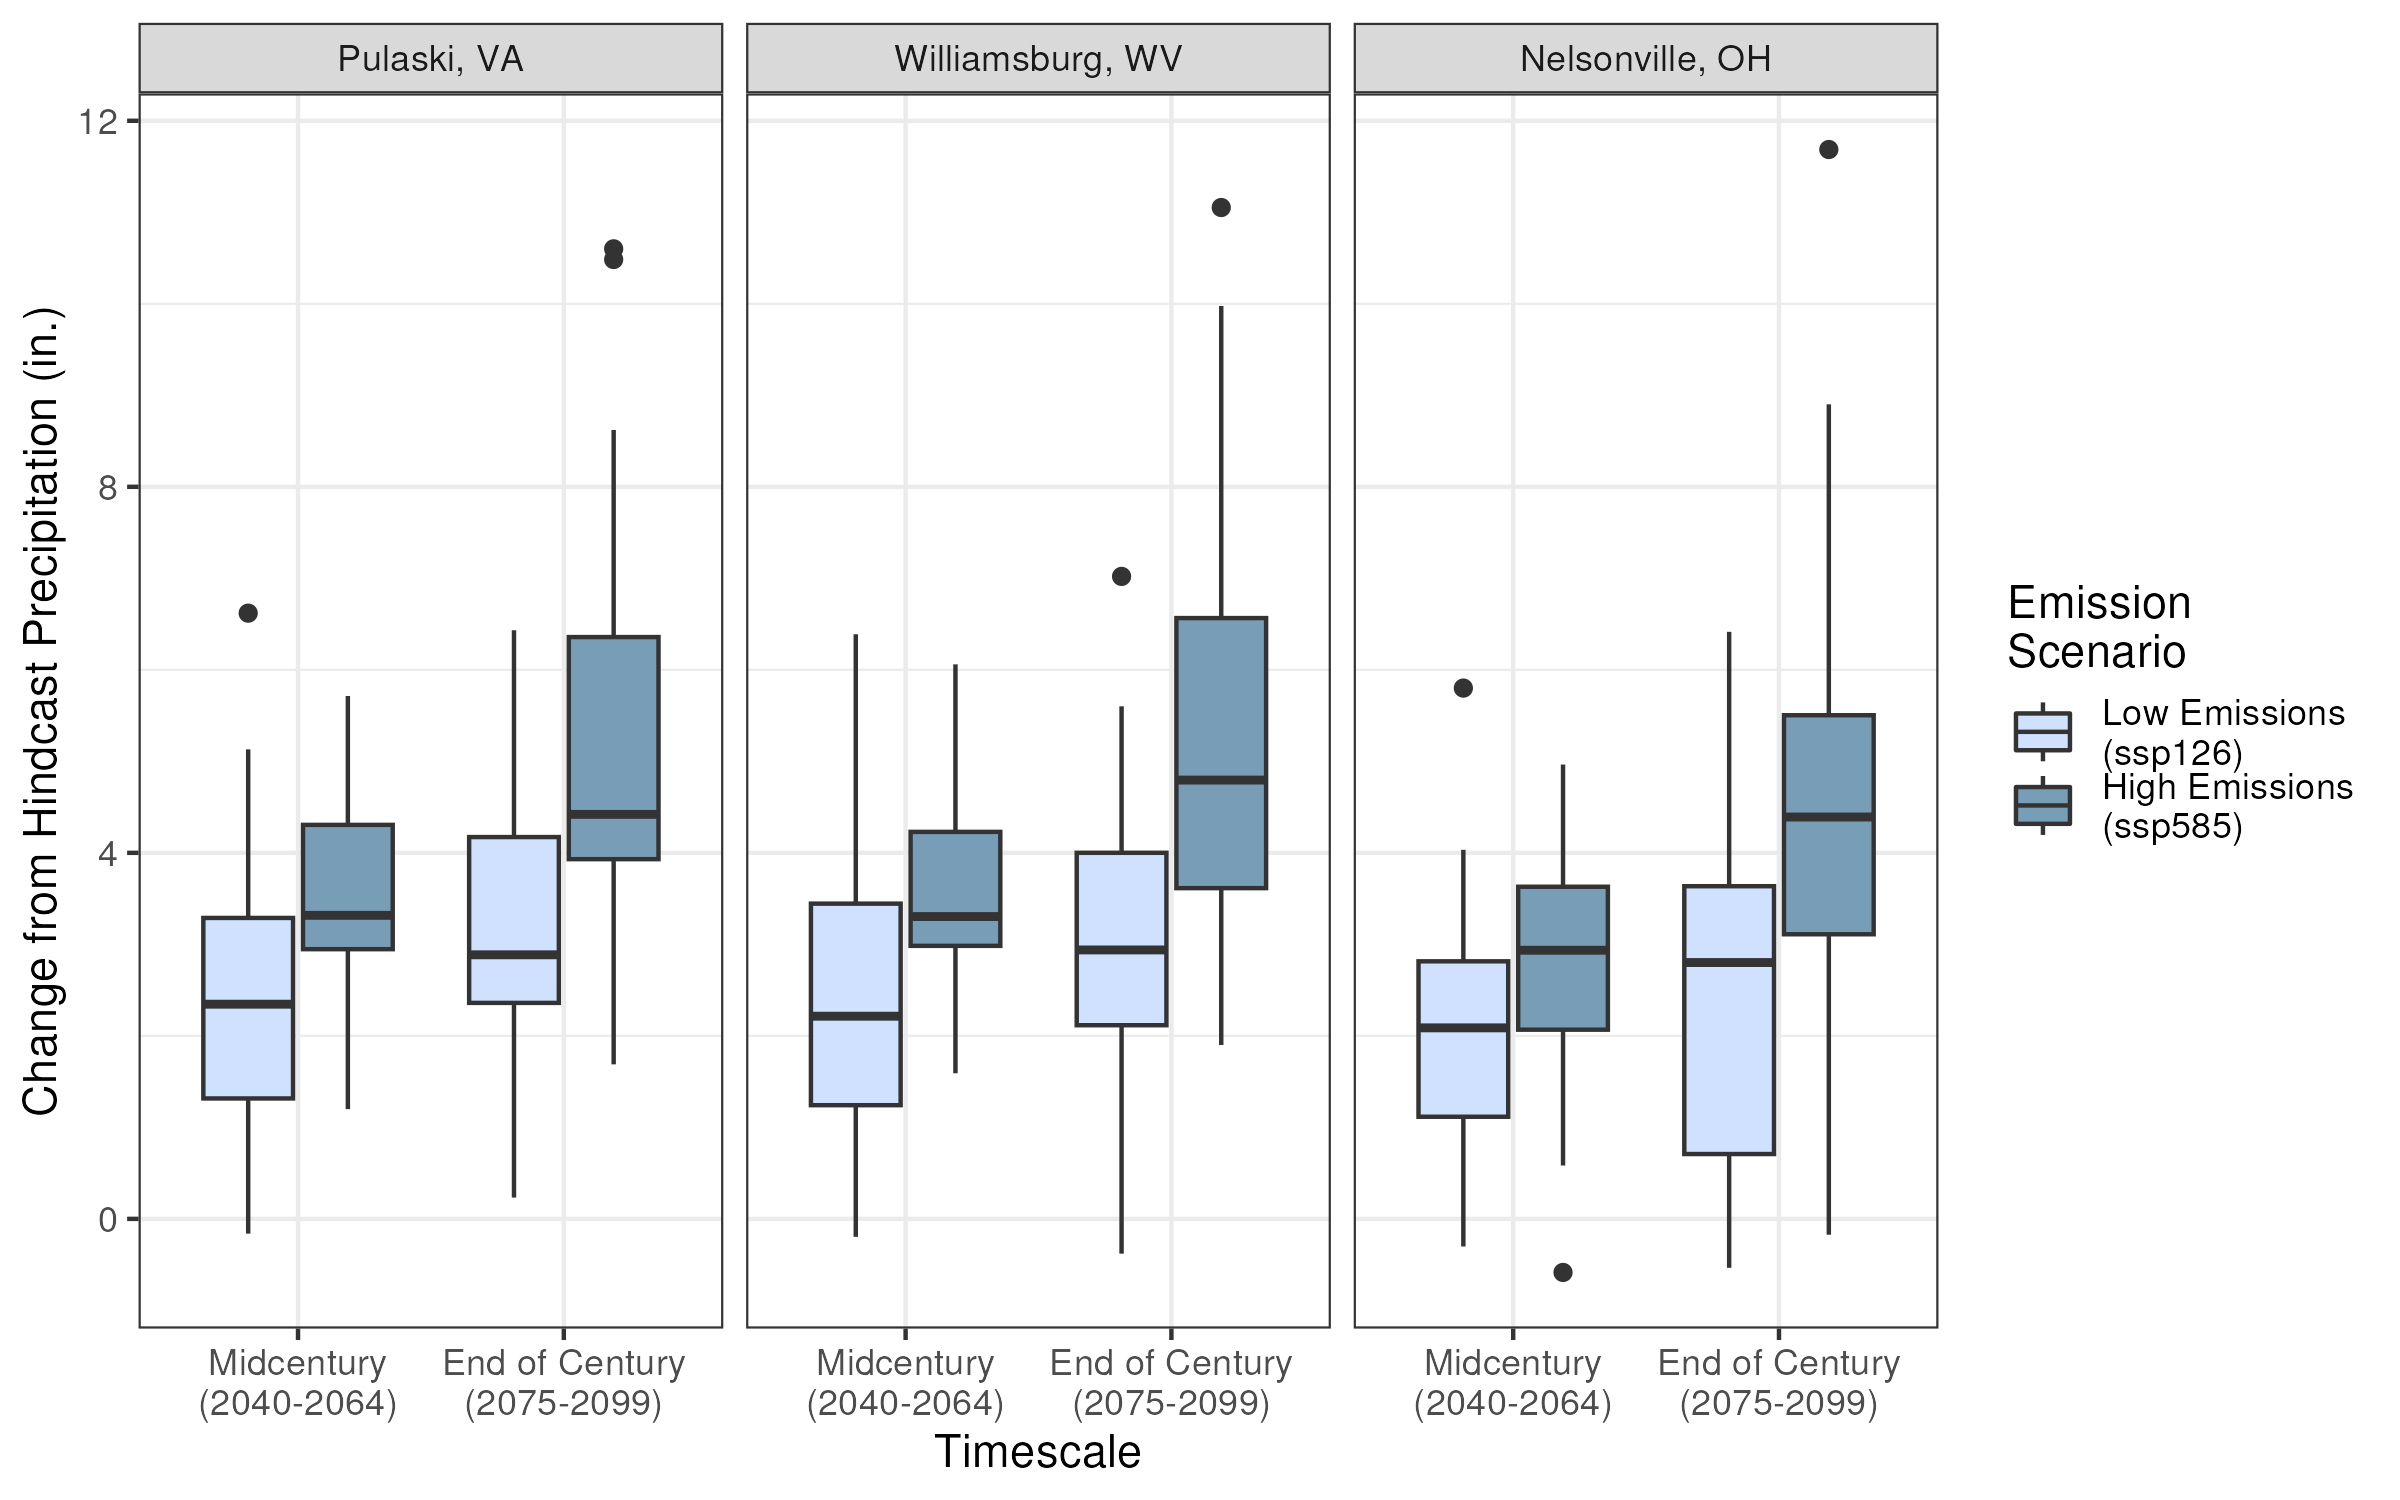 Pulaski, VA
Williamsburg, WV
Nelsonville, OH
Change from Hindcast Precipitation (in.)
12
8
4
0
Midcentury
(2040-2064)
End of Century
(2075-2099)
Midcentury
(2040-2064)
End of Century
(2075-2099)
Midcentury
(2040-2064)
End of Century
(2075-2099)
Timescale
Emission
Scenario
Low Emissions
(ssp126)
High Emissions
(ssp585)